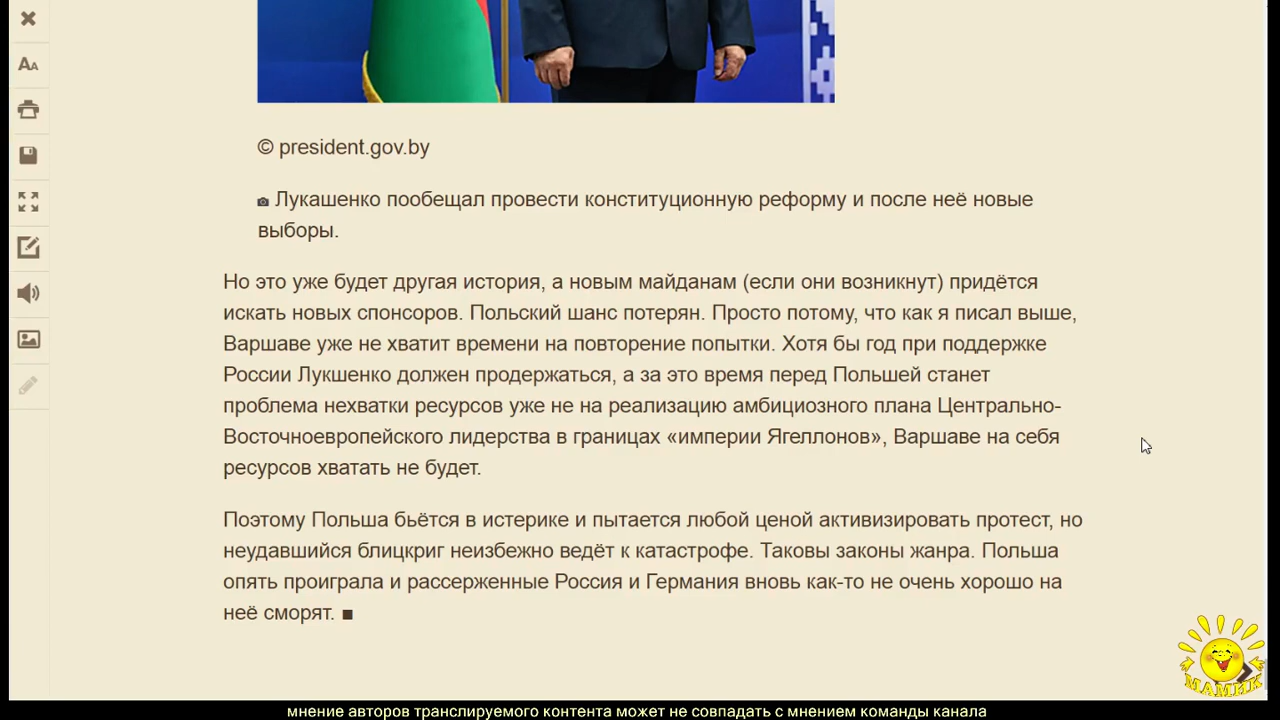 © president.gov.by
Лукашенко пообещал провести конституционную реформу и после неё новые
выборы.
Но это уже будет другая история, а новым майданам (если они возникнут) придётся
искать новых спонсоров. Польский шанс потерян. Просто потому, что как я писал выше,
Варшаве уже не хватит времени на повторение попытки. Хотя бы год при поддержке
России Лукшенко должен продержаться, а за это время перед Польшей станет
проблема нехватки ресурсов уже не на реализацию амбициозного плана Центрально-
Восточноевропейского лидерства в границах «империи Ягеллонов», Варшаве на себя
ресурсов хватать не будет.
Поэтому Польша бьётся в истерике и пытается любой ценой активизировать протест, но
неудавшийся блицкриг неизбежно ведёт к катастрофе. Таковы законы жанра. Польша
опять проиграла и рассерженные Россия и Германия вновь как-то не очень хорошо на
неё сморят. ■
МАМИК
мнение авторов транслируемого контента может не совпадать с мнением команды канала